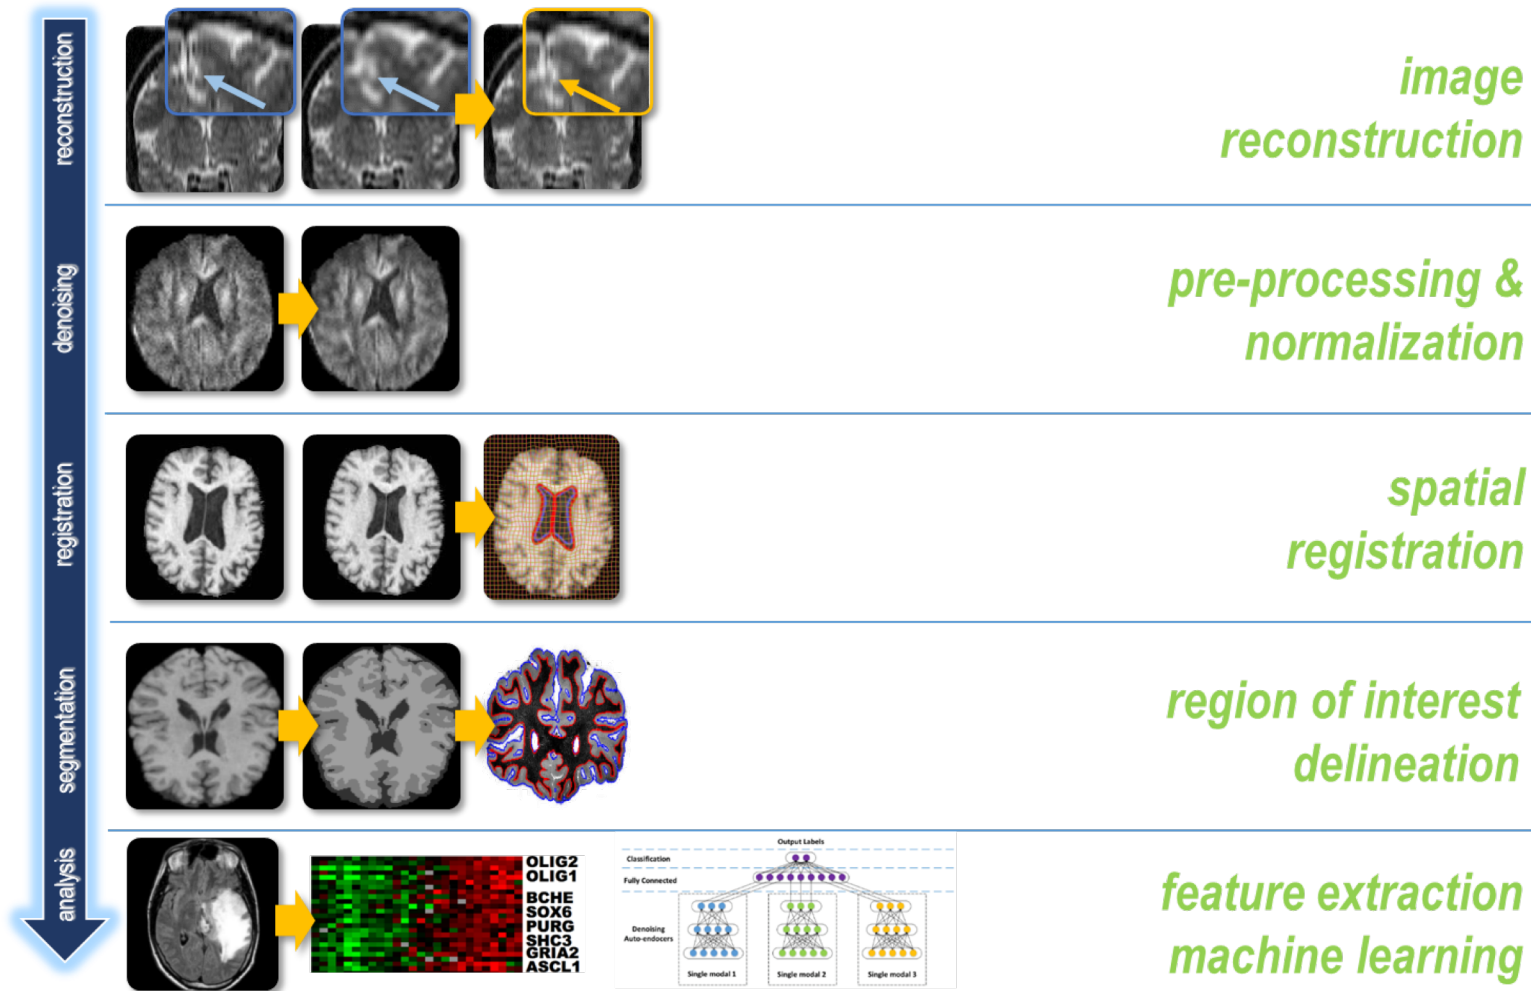 reconstruction
image
reconstruction
denoising
pre-processing &
normalization
registration
spatial
registration
segmentation
region of interest
delineation
analysis
OLIG2
OLIG1
BCHE
SOX6
PURG
SHC3
GRIA2
ASCL1
Output Labels
Classification
Fully Connected
Denoising
Auto-endocers
Single modal 1
Single modal 2
Single modal 3
feature extraction
machine learning